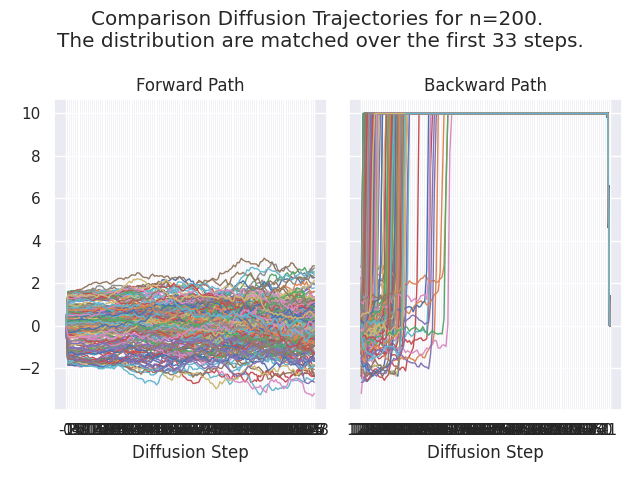 Comparison Diffusion Trajectories for n=200.
The distribution are matched over the first 33 steps.
Forward Path
Backward Path
10
8
6
4
2
0
−2
Diffusion Step
Diffusion Step